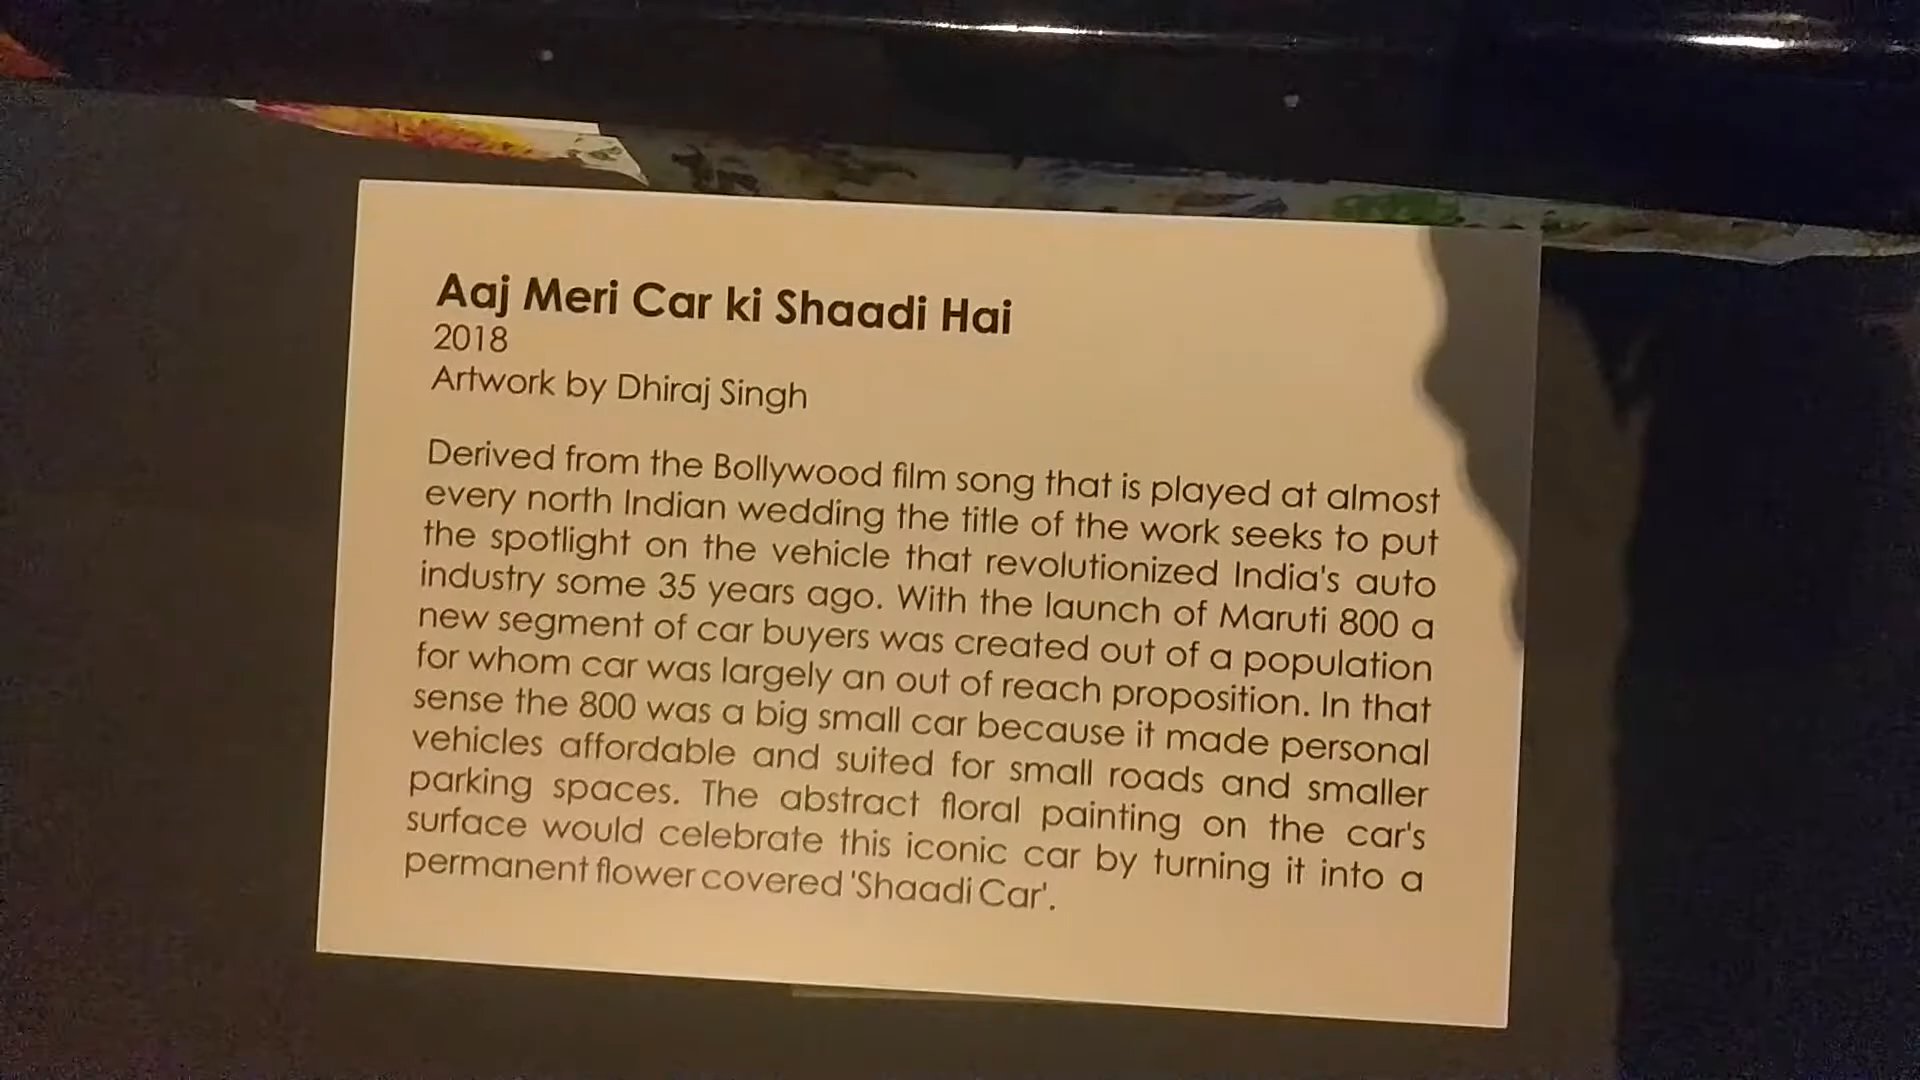 Aaj Meri Car ki Shaadi Hai
2018
Artwork by Dhiraj Singh
Derived from the Bollywood film song that is played at almost
every north Indian wedding the title of the work seeks to put
the spotlight on the vehicle that revolutionized India's auto
industry some 35 years ago. With the launch of Maruti 800 a
new segment of car buyers was created out of a population
for whom car was largely an out of reach proposition. In that
sense the 800 was a big small car because it made personal
vehicles affordable and suited for small roads and smaller
parking spaces. The abstract floral painting on the car's
surface would celebrate this iconic car by turning it into a
permanent flower covered 'Shaadi Car'.